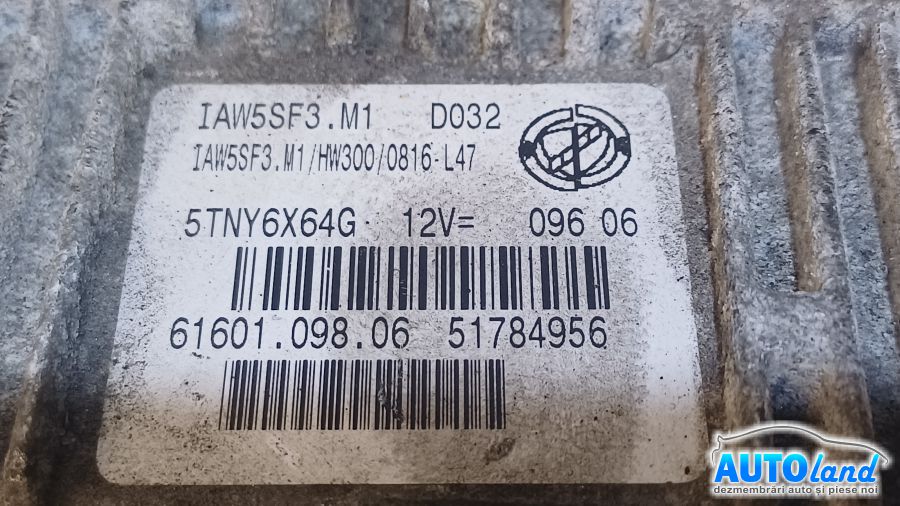 IAW5SF3.M1 D032
IAW5SF3.M1/HW300/0816-L47
5TNY6X64G 12V= 096 06
61601.098.06 51784956
AUTOland
dezmembrări auto și piese noi